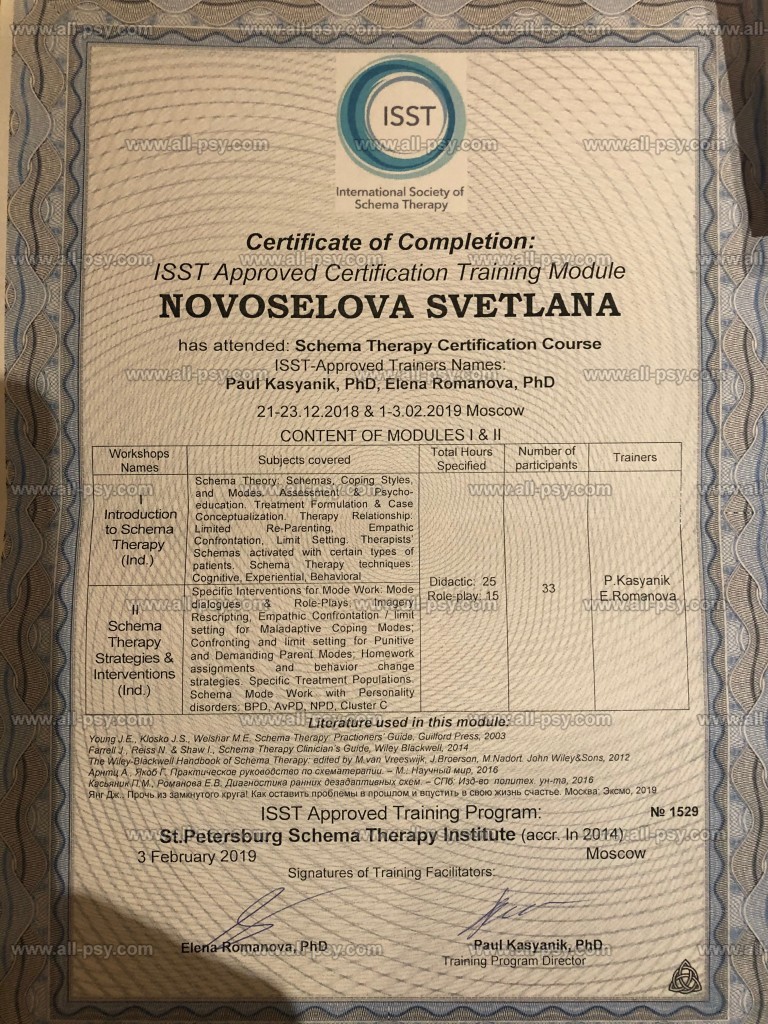 ISST
International Society of
Schema Therapy
Certificate of Completion:
ISST Approved Certification Training Module
NOVOSELOVA SVETLANA
has attended: Schema Therapy Certification Course
ISST-Approved Trainers Names:
Paul Kasyanik, PhD, Elena Romanova, PhD
21-23.12.2018 & 1-3.02.2019 Moscow
CONTENT OF MODULES I & II
Workshops
Names
Subjects covered
Total Hours
Specified
Number of
participants
Trainers
I
Introduction
to Schema
Therapy
(Ind.)
Schema Theory: Schemas, Coping Styles,
and Modes. Assessment & Psycho-
education. Treatment Formulation & Case
Conceptualization. Therapy Relationship:
Limited Re-Parenting, Empathic
Confrontation, Limit Setting. Therapists'
Schemas activated with certain types of
patients. Schema Therapy techniques:
Cognitive, Experiential, Behavioral
II
Schema
Therapy
Strategies &
Interventions
(Ind.)
Specific Interventions for Mode Work: Mode
dialogues & Role-Plays, Imagery
Rescripting, Empathic Confrontation / limit
setting for Maladaptive Coping Modes;
Confronting and limit setting for Punitive
and Demanding Parent Modes; Homework
assignments and behavior change
strategies. Specific Treatment Populations.
Schema Mode Work with Personality
disorders: BPD, AvPD, NPD, Cluster C
Didactic: 25
Role-play: 15
33
P.Kasyanik
E.Romanova
Literature used in this module:
Young J.E., Klosko J.S., Weishar M.E. Schema Therapy: Practioners' Guide, Guilford Press, 2003
Farrell J., Reiss N. & Shaw I., Schema Therapy Clinician's Guide, Wiley Blackwell, 2014
The Wiley-Blackwell Handbook of Schema Therapy: edited by M.van Vreeswijk, J.Broerson, M.Nadort. John Wiley&Sons, 2012
Арнтц А., Якоб Г., Практическое руководство по схематерапии. – М.: Научный мир, 2016
Касьяник П.М., Романова Е.В. Диагностика ранних дезадаптивных схем. – СПб: Изд-во политех. ун-та, 2016
Янг Дж., Прочь из замкнутого круга! Как оставить проблемы в прошлом и впустить в свою жизнь счастье. Москва: Эксмо, 2019
ISST Approved Training Program:
№ 1529
St.Petersburg Schema Therapy Institute (accr. In 2014)
3 February 2019
Moscow
Signatures of Training Facilitators:
Elena Romanova, PhD
Paul Kasyanik, PhD
Training Program Director
www.all-psy.com